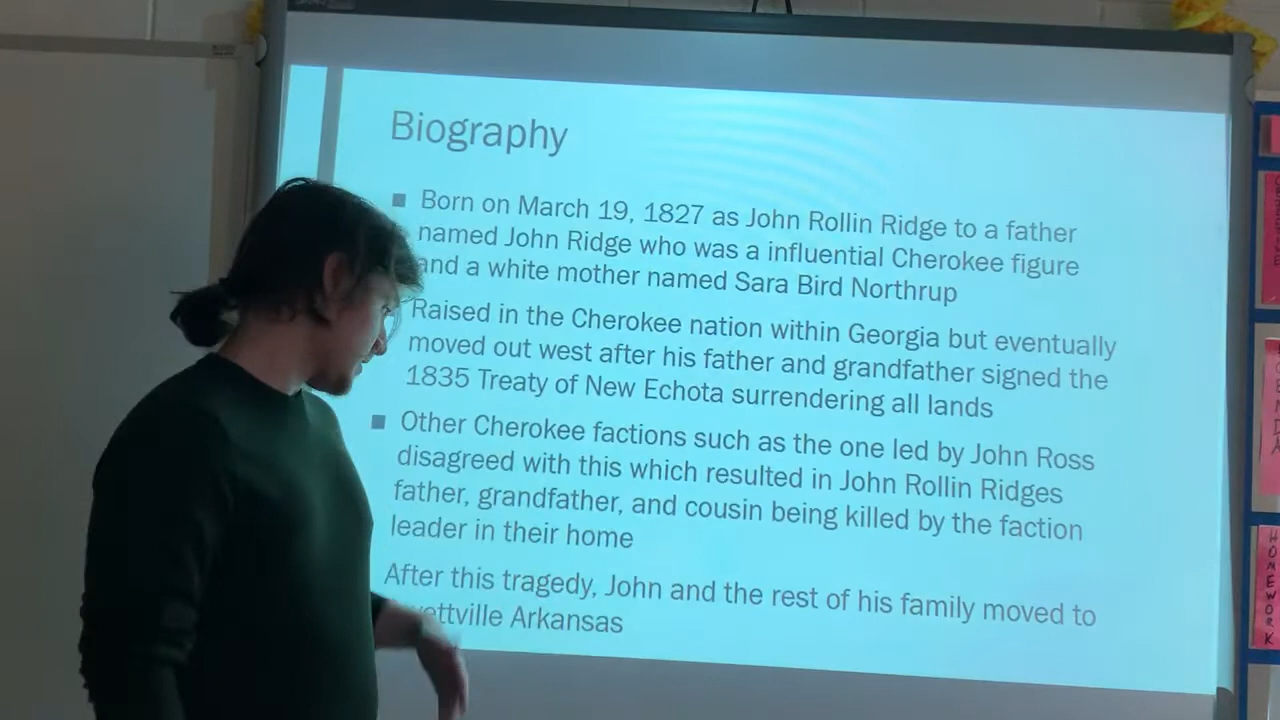 Biography
Born on March 19, 1827 as John Rollin Ridge to a father
named John Ridge who was a influential Cherokee figure
and a white mother named Sara Bird Northrup
Raised in the Cherokee nation within Georgia but eventually
moved out west after his father and grandfather signed the
1835 Treaty of New Echota surrendering all lands
Other Cherokee factions such as the one led by John Ross
disagreed with this which resulted in John Rollin Ridges
father, grandfather, and cousin being killed by the faction
leader in their home
After this tragedy, John and the rest of his family moved to
Arkansas
HOMEWORK